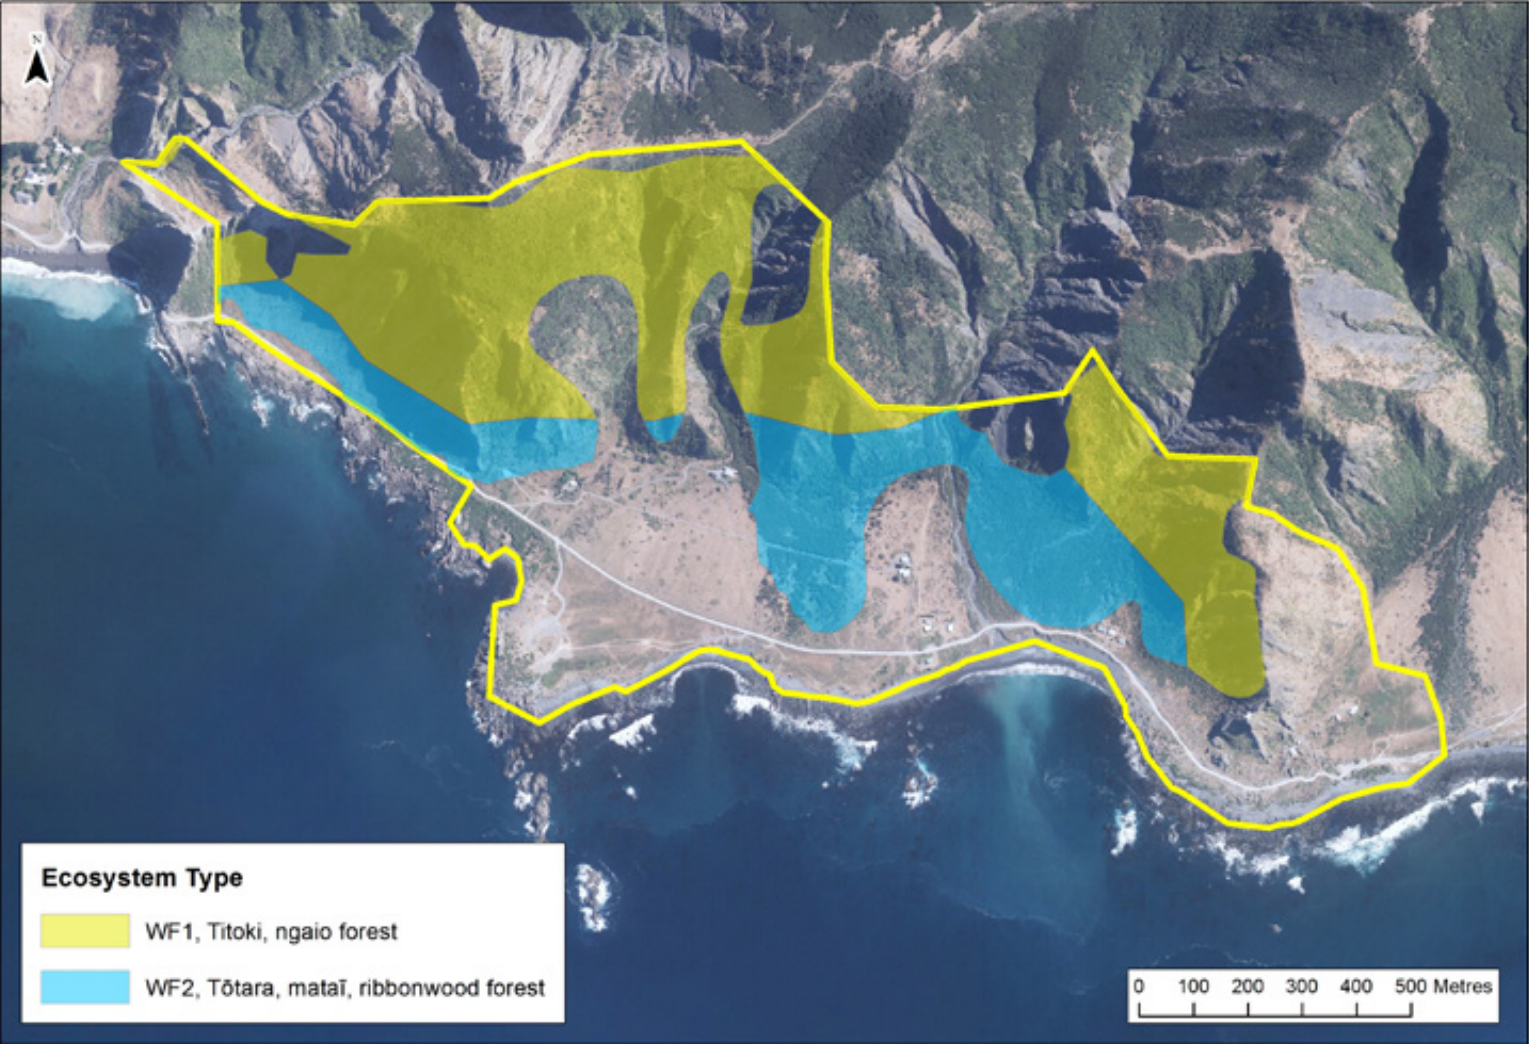 N
Ecosystem Type
WF1, Titoki, ngaio forest
WF2, Tōtara, mataī, ribbonwood forest
0 100 200 300 400 500 Metres